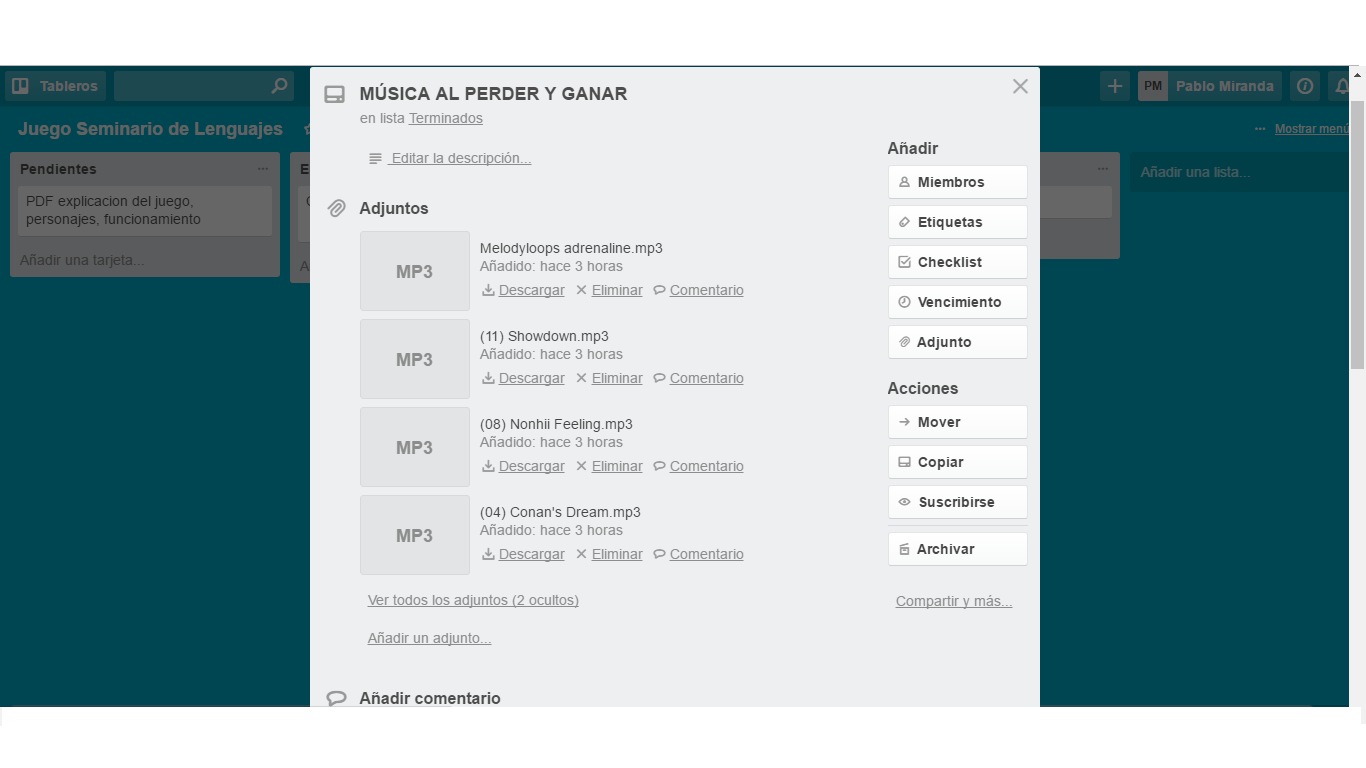 Tableros
PM Pablo Miranda
Juego Seminario de Lenguajes
Mostrar menú
Pendientes
PDF explicacion del juego,
personajes, funcionamiento
Añadir una tarjeta...
Añadir una lista...
MÚSICA AL PERDER Y GANAR
en lista Terminados
Editar la descripción...
Adjuntos
MP3
Melodyloops adrenaline.mp3
Añadido: hace 3 horas
Descargar Eliminar Comentario
MP3
(11) Showdown.mp3
Añadido: hace 3 horas
Descargar Eliminar Comentario
MP3
(08) Nonhii Feeling.mp3
Añadido: hace 3 horas
Descargar Eliminar Comentario
MP3
(04) Conan's Dream.mp3
Añadido: hace 3 horas
Descargar Eliminar Comentario
Ver todos los adjuntos (2 ocultos)
Añadir un adjunto...
Añadir comentario
Añadir
Miembros
Etiquetas
Checklist
Vencimiento
Adjunto
Acciones
Mover
Copiar
Suscribirse
Archivar
Compartir y más...